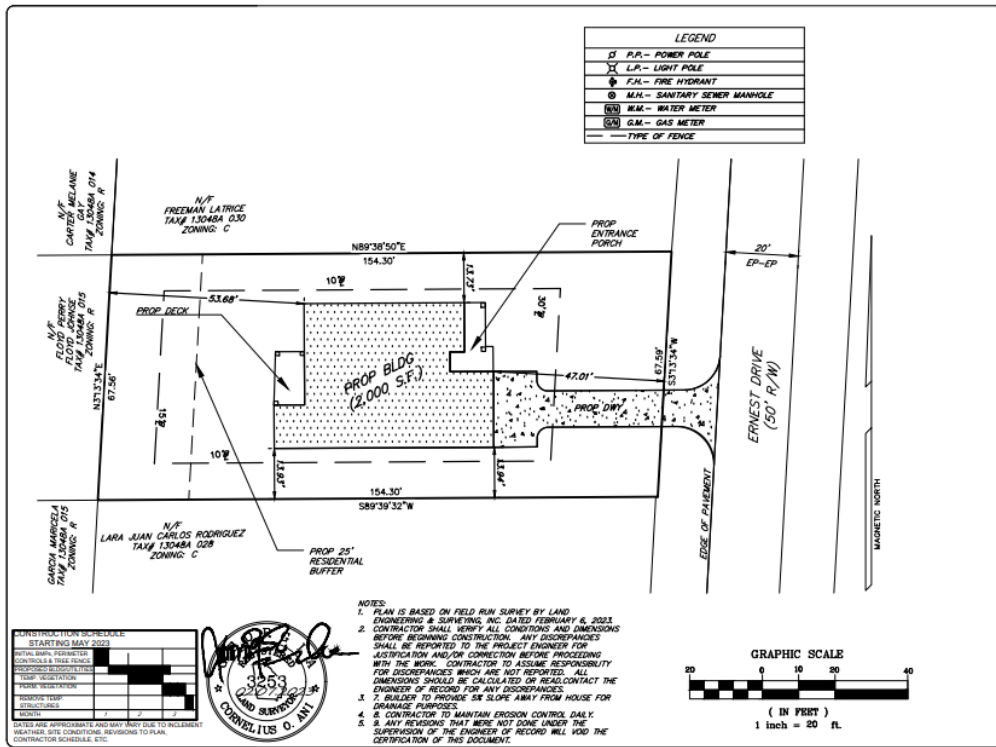 LEGEND
P.P.- POWER POLE
L.P.- LIGHT POLE
F.H.- FIRE HYDRANT
M.H.- SANITARY SEWER MANHOLE
W/M W.M.- WATER METER
G/M G.M.- GAS METER
TYPE OF FENCE
N/F
CARTER MELANIE
GAY
TAX# 13048A 014
ZONING: R
N/F
FREEMAN LATRICE
TAX# 13048A 030
ZONING: C
PROP
ENTRANCE
PORCH
20'
EP-EP
N89'38'50"E
154.30'
13.73'
10'
30'
53.68'
PROP DECK
N/F
FLOYD PERRY
FLOYD JOHNSE
TAX# 13048A 015
ZONING: R
N3'13'34"E
67.56'
PROP BLDG
(2,000 S.F.)
47.01'
67.59'
S3'13'34"W
PROP DWY
ERNEST DRIVE
(50' R/W)
15'
10'
13.93'
13.94'
154.30'
S89'39'32"W
EDGE OF PAVEMENT
MAGNETIC NORTH
GARCIA MARICELA
TAX# 13048A 015
ZONING: R
N/F
LARA JUAN CARLOS RODRIGUEZ
TAX# 13048A 028
ZONING: C
PROP 25'
RESIDENTIAL
BUFFER
NOTES:
1. PLAN IS BASED ON FIELD RUN SURVEY BY LAND
ENGINEERING & SURVEYING, INC. DATED FEBRUARY 6, 2023.
2. CONTRACTOR SHALL VERIFY ALL CONDITIONS AND DIMENSIONS
BEFORE BEGINNING CONSTRUCTION. ANY DISCREPANCIES
SHALL BE REPORTED TO THE PROJECT ENGINEER FOR
JUSTIFICATION AND/OR CORRECTION BEFORE PROCEEDING
WITH THE WORK. CONTRACTOR TO ASSUME RESPONSIBILITY
FOR DISCREPANCIES WHICH ARE NOT REPORTED. ALL
DIMENSIONS SHOULD BE CALCULATED OR READ.CONTACT THE
ENGINEER OF RECORD FOR ANY DISCREPANCIES.
3. 7. BUILDER TO PROVIDE 5% SLOPE AWAY FROM HOUSE FOR
DRAINAGE PURPOSES.
4. 8. CONTRACTOR TO MAINTAIN EROSION CONTROL DAILY.
5. 9. ANY REVISIONS THAT WERE NOT DONE UNDER THE
SUPERVISION OF THE ENGINEER OF RECORD WILL VOID THE
CERTIFICATION OF THIS DOCUMENT.
CONSTRUCTION SCHEDULE
STARTING MAY 2023
INITIAL BMPs, PERIMETER
CONTROLS & TREE FENCE
PROPOSED BLDG/UTILITIES
TEMP. VEGETATION
PERM. VEGETATION
REMOVE TEMP.
STRUCTURES
MONTH 1 2 3
DATES ARE APPROXIMATE AND MAY VARY DUE TO INCLEMENT
WEATHER, SITE CONDITIONS, REVISIONS TO PLAN,
CONTRACTOR SCHEDULE, ETC.
3253
LAND SURVEYOR
CORNELIUS O. ANI
GRAPHIC SCALE
20 0 10 20 40
( IN FEET )
1 inch = 20 ft.